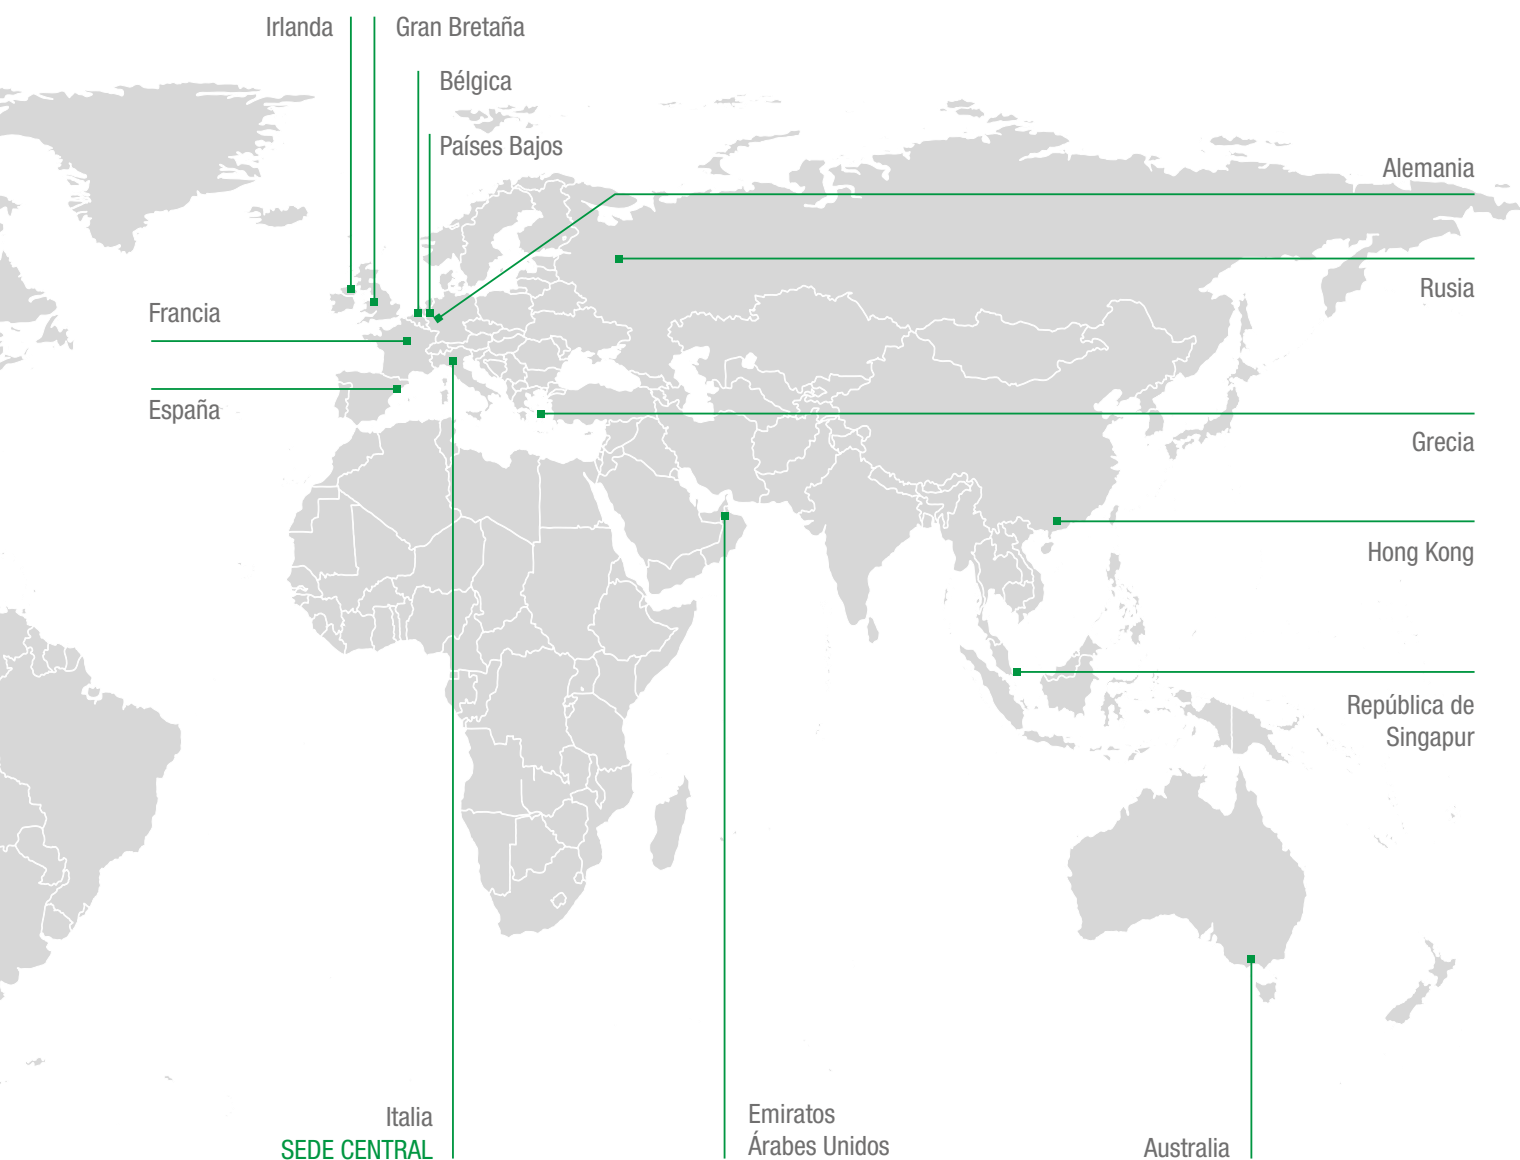 Irlanda
Gran Bretaña
Bélgica
Países Bajos
Alemania
Rusia
Francia
España
Grecia
Hong Kong
República de
Singapur
Italia
SEDE CENTRAL
Emiratos
Árabes Unidos
Australia